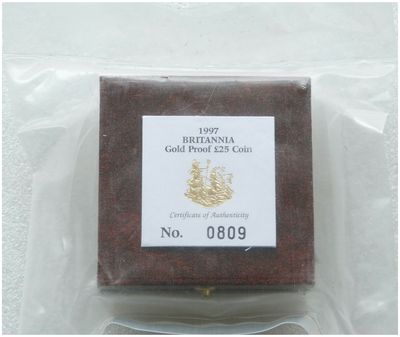 1997
BRITANNIA
Gold Proof £25 Coin
Certificate of Authenticity
No. 0809